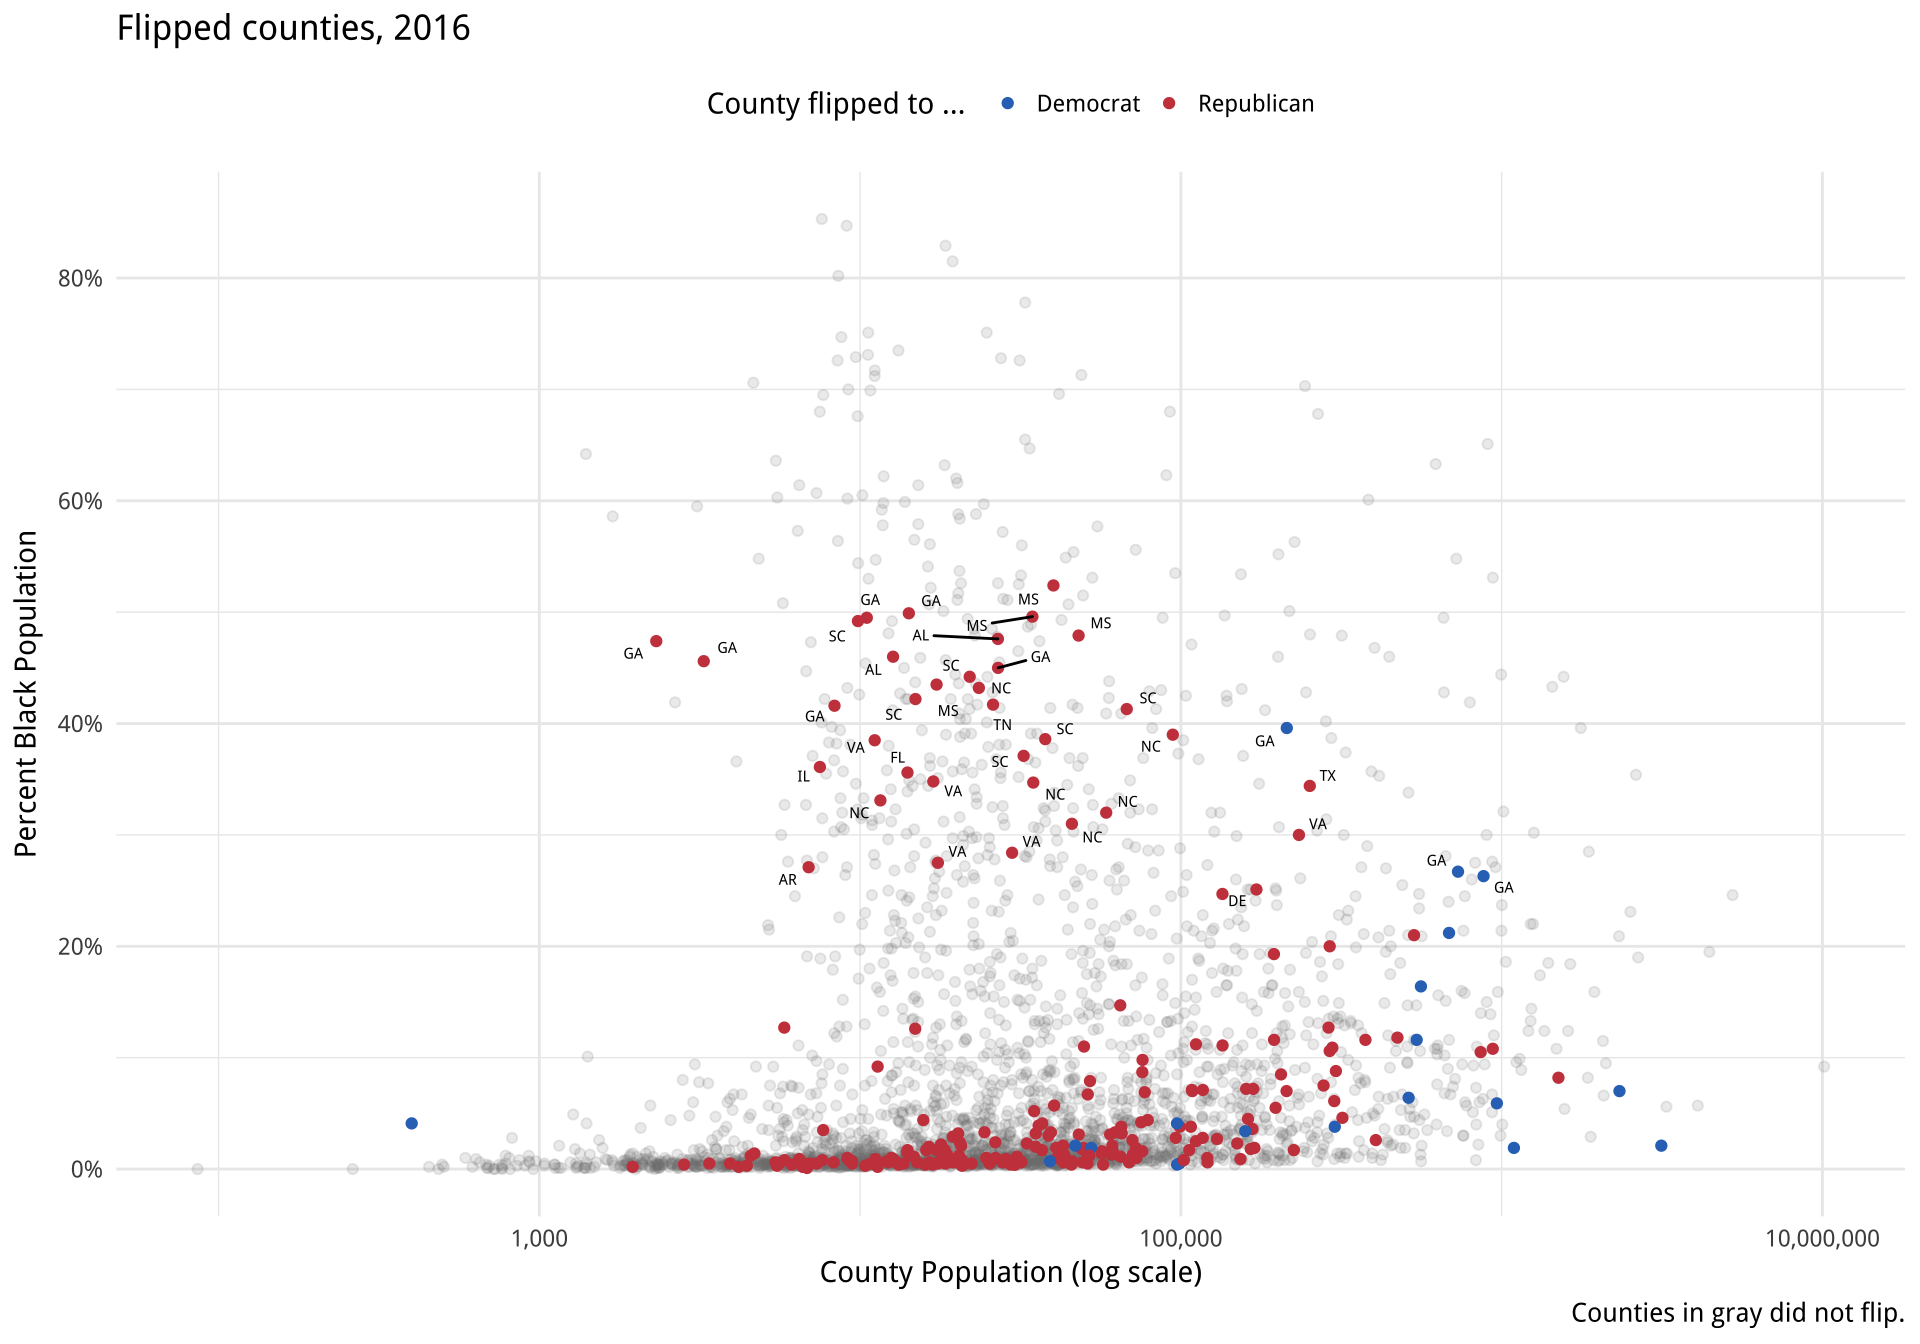 Flipped counties, 2016
County flipped to ... Democrat Republican
Percent Black Population
80%
60%
40%
20%
0%
GA
GA
MS
SC
MS
AL
MS
GA
GA
AL
SC
GA
NC
SC
GA
SC
MS
TN
SC
VA
NC
GA
FL
SC
IL
VA
TX
NC
NC
NC
VA
NC
VA
VA
GA
AR
GA
DE
1,000
100,000
10,000,000
County Population (log scale)
Counties in gray did not flip.